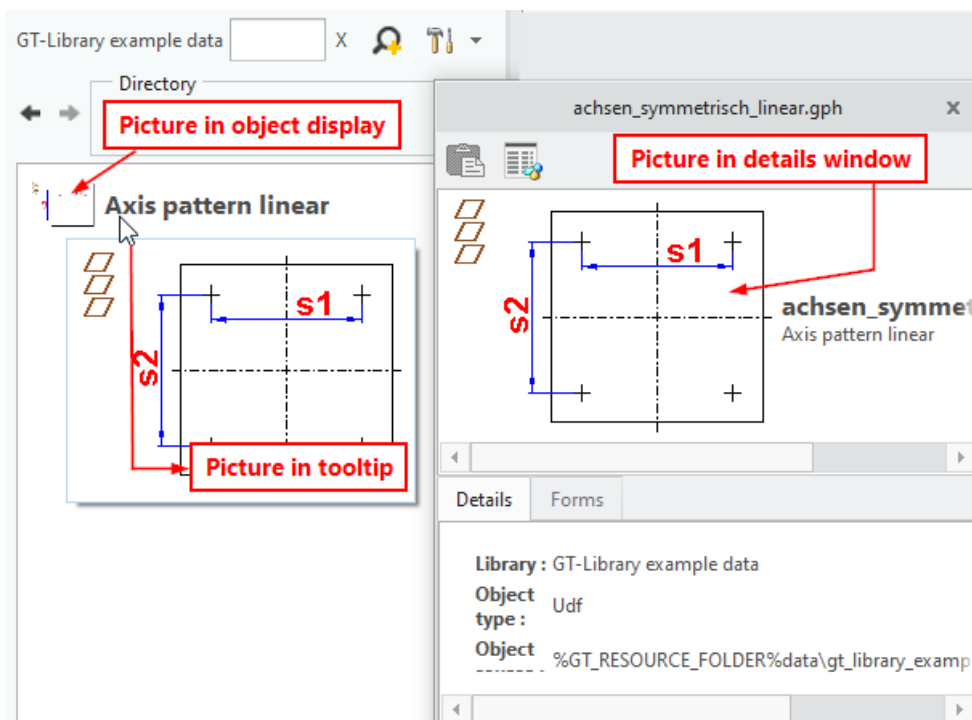 GT-Library example data X
Directory
Picture in object display
Axis pattern linear
s1
s2
Picture in tooltip
achsen_symmetrisch_linear.gph x
Picture in details window
s1
s2
achsen_symmet
Axis pattern linear
Details Forms
Library : GT-Library example data
Object
type : Udf
Object
%GT_RESOURCE_FOLDER%data\gt_library_examp